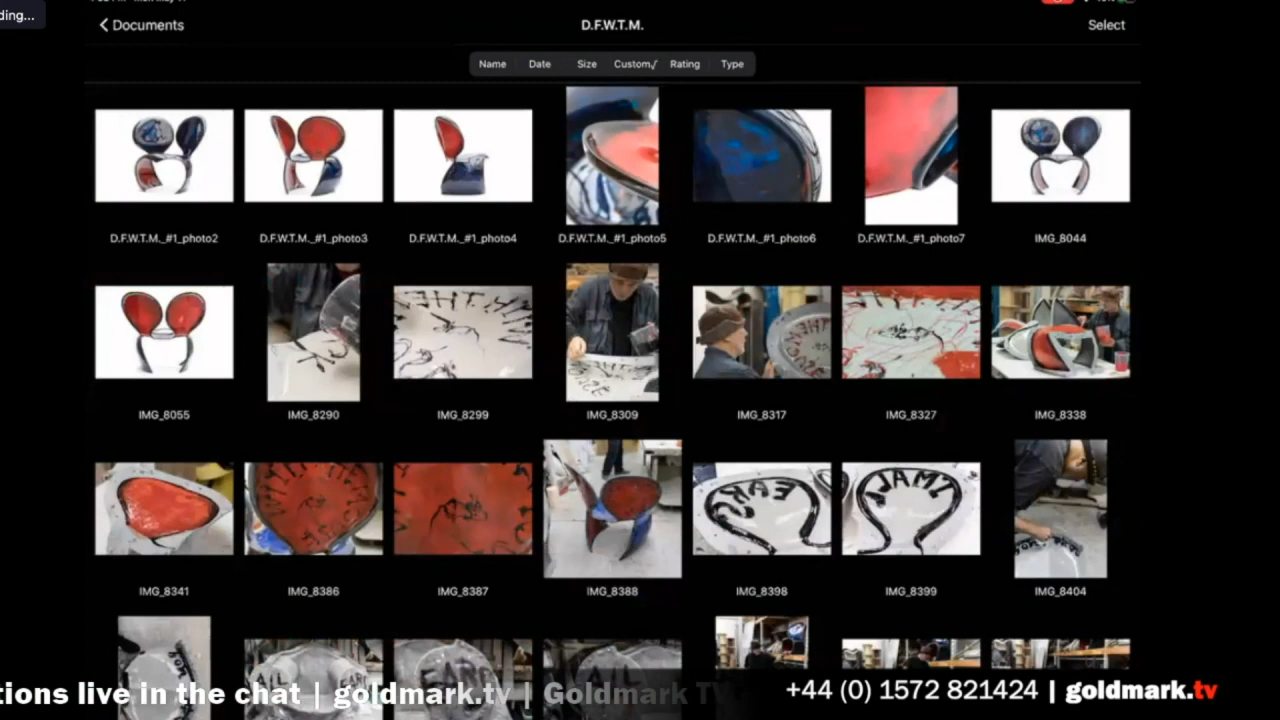 ding...
Documents
D.F.W.T.M.
Select
Name Date Size Custom✓ Rating Type
D.F.W.T.M._#1_photo2 D.F.W.T.M._#1_photo3 D.F.W.T.M._#1_photo4 D.F.W.T.M._#1_photo5 D.F.W.T.M._#1_photo6 D.F.W.T.M._#1_photo7 IMG_8044
IMG_8055 IMG_8290 IMG_8299 IMG_8309 IMG_8317 IMG_8327 IMG_8338
EARS
IMG_8341 IMG_8386 IMG_8387 IMG_8388 IMG_8398 IMG_8399 IMG_8404
tions live in the chat | goldmark.tv | Goldmark TV
+44 (0) 1572 821424 | goldmark.tv